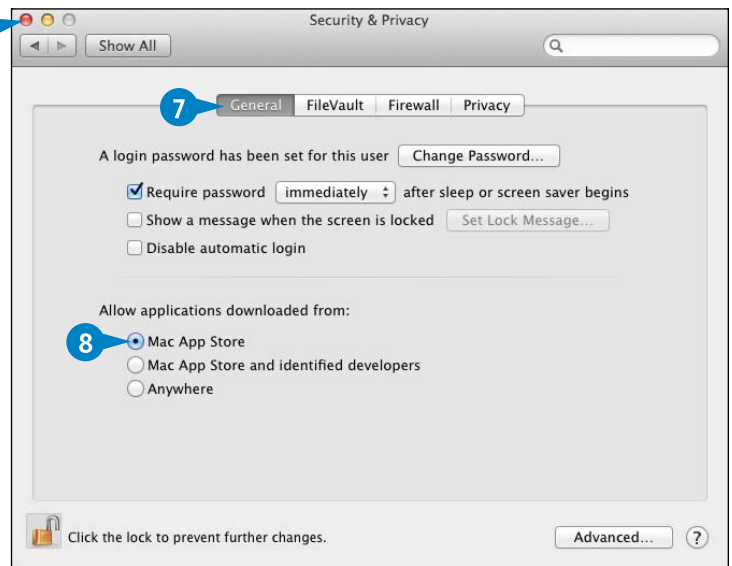 Security & Privacy
Show All
7
General FileVault Firewall Privacy
A login password has been set for this user Change Password...
Require password immediately after sleep or screen saver begins
Show a message when the screen is locked Set Lock Message...
Disable automatic login
Allow applications downloaded from:
8
Mac App Store
Mac App Store and identified developers
Anywhere
Click the lock to prevent further changes. Advanced... ?